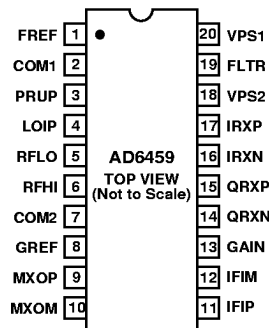 FREF 1 20 VPS1
COM1 2 19 FLTR
PRUP 3 18 VPS2
LOIP 4 17 IRXP
RFLO 5 16 IRXN
AD6459
TOP VIEW
(Not to Scale)
RFHI 6 15 QRXP
COM2 7 14 QRXN
GREF 8 13 GAIN
MXOP 9 12 IFIM
MXOM 10 11 IFIP